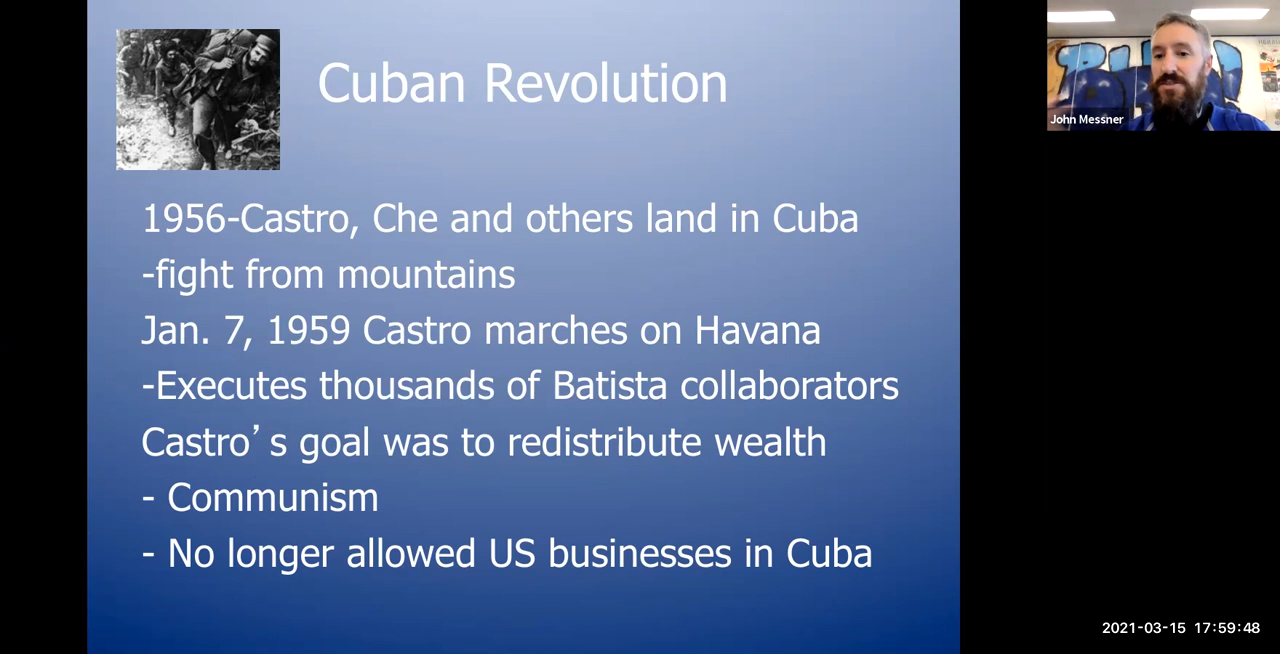 Cuban Revolution
1956-Castro, Che and others land in Cuba
-fight from mountains
Jan. 7, 1959 Castro marches on Havana
-Executes thousands of Batista collaborators
Castro’s goal was to redistribute wealth
- Communism
- No longer allowed US businesses in Cuba
John Messner
2021-03-15 17:59:48